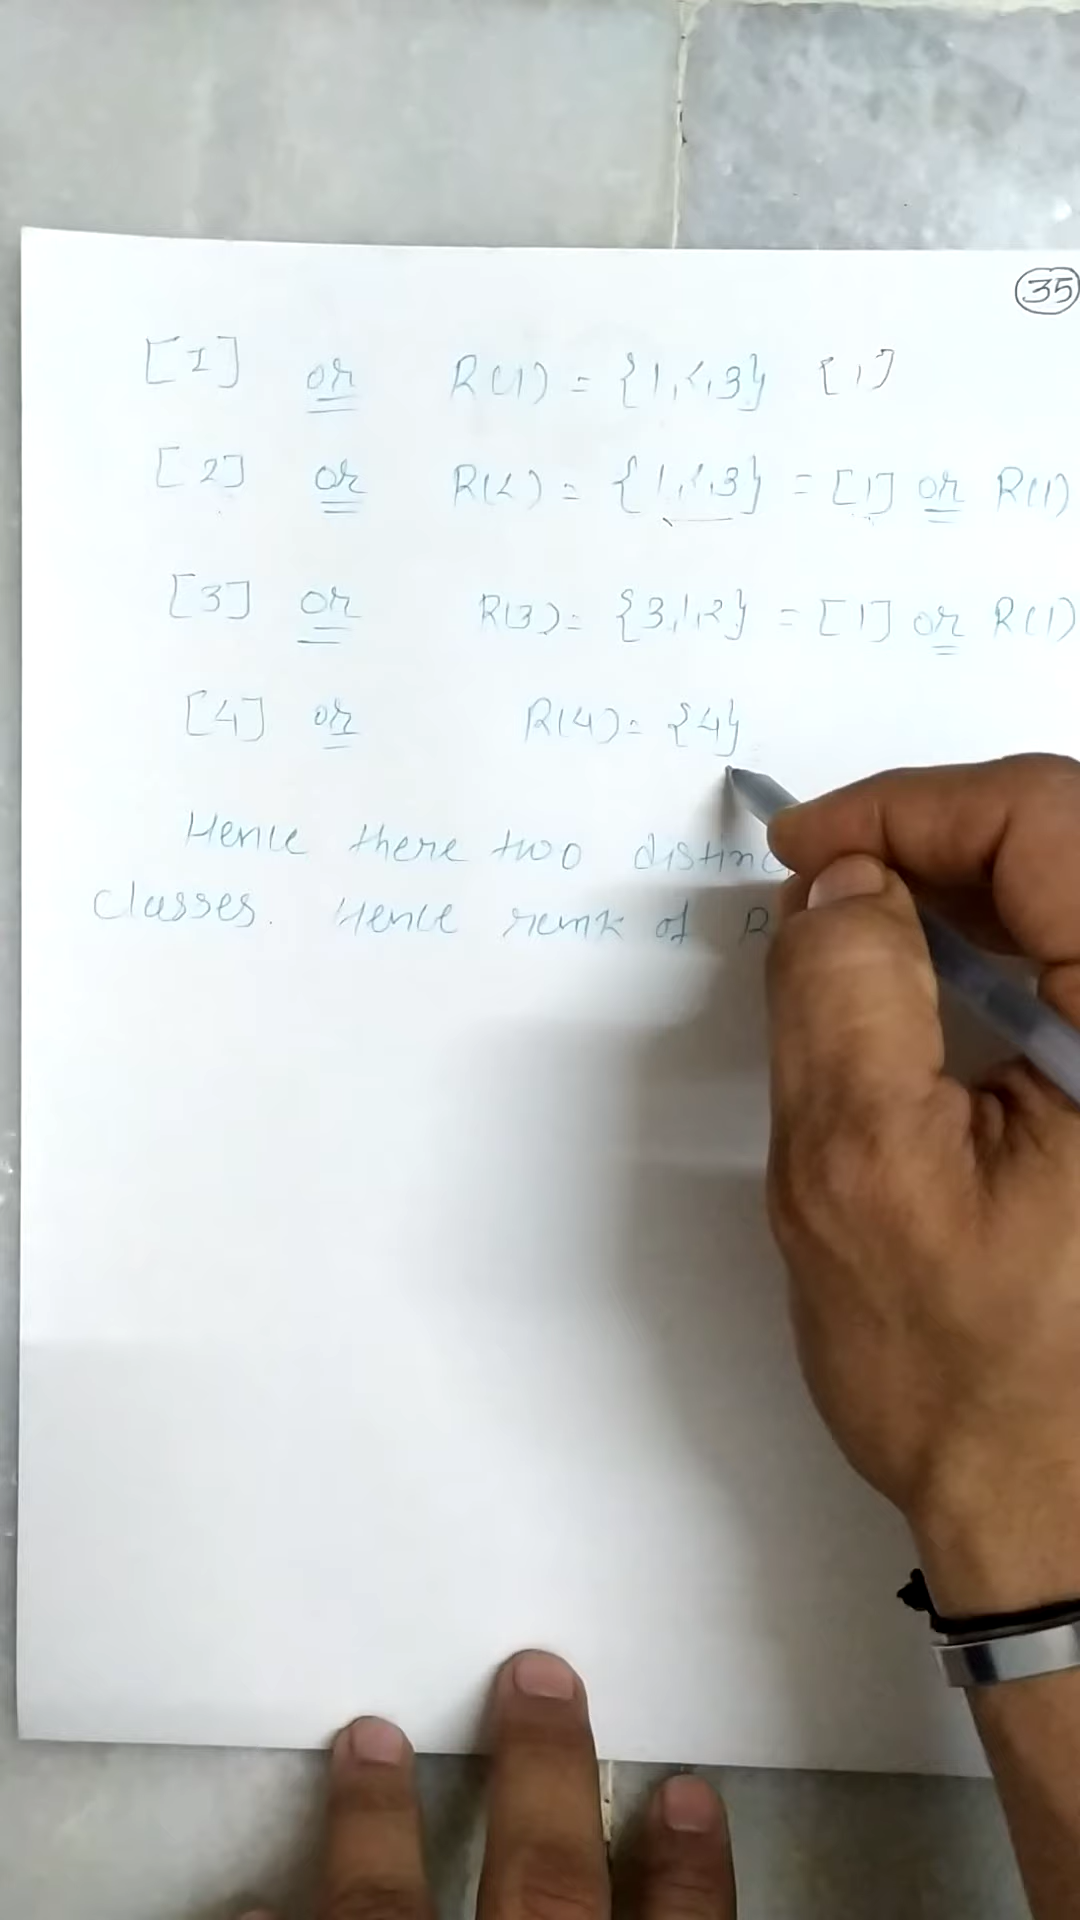 35
[1] or R(1) = {1,2,3} [1]
[2] or R(2) = {1,2,3} = [1] or R(1)
[3] or R(3) = {3,1,2} = [1] or R(1)
[4] or R(4) = {4}
Hence there two distinc
classes. Hence rank of R